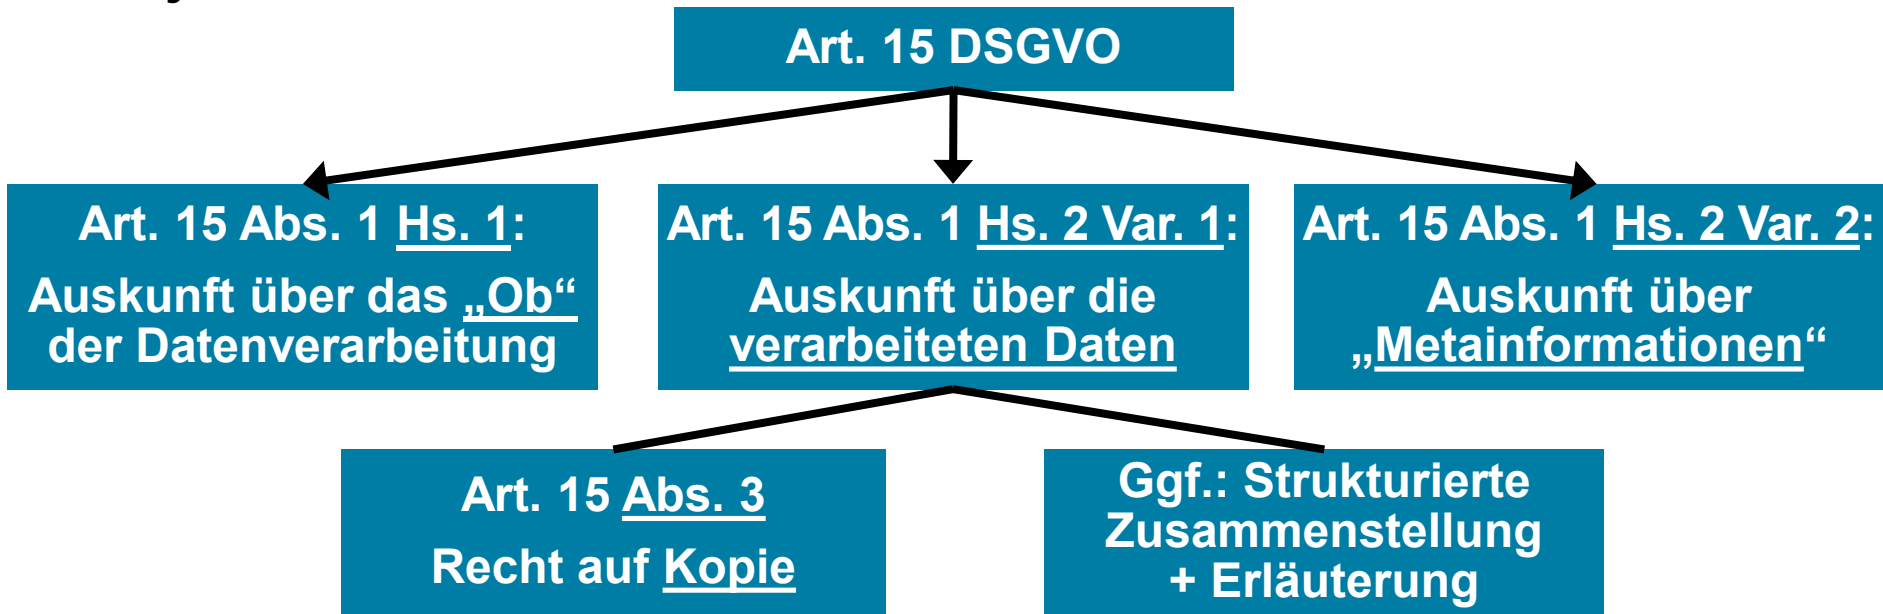 Art. 15 DSGVO
Art. 15 Abs. 1 Hs. 1:
Auskunft über das „Ob“
der Datenverarbeitung
Art. 15 Abs. 1 Hs. 2 Var. 1:
Auskunft über die
verarbeiteten Daten
Art. 15 Abs. 1 Hs. 2 Var. 2:
Auskunft über
„Metainformationen“
Art. 15 Abs. 3
Recht auf Kopie
Ggf.: Strukturierte
Zusammenstellung
+ Erläuterung